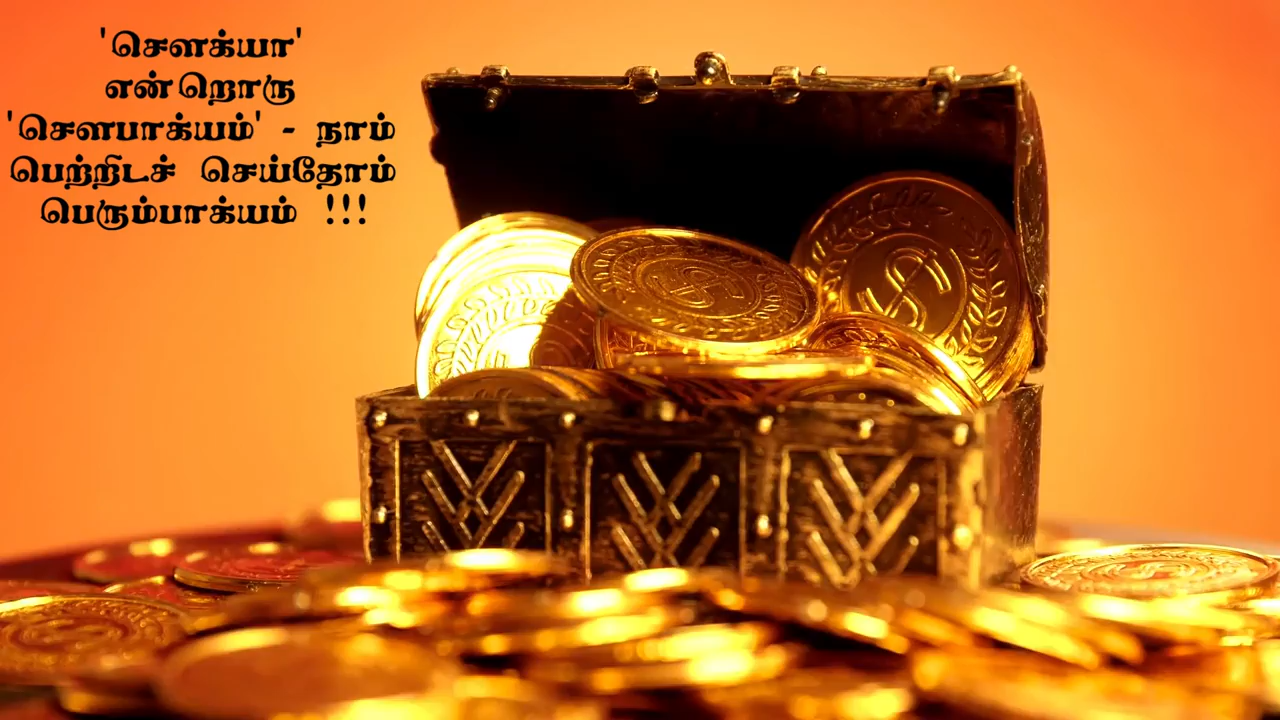 'சௌக்யா'
என்றொரு
'சௌபாக்யம்' - நாம்
பெற்றிடச் செய்தோம்
பெரும்பாக்யம் !!!